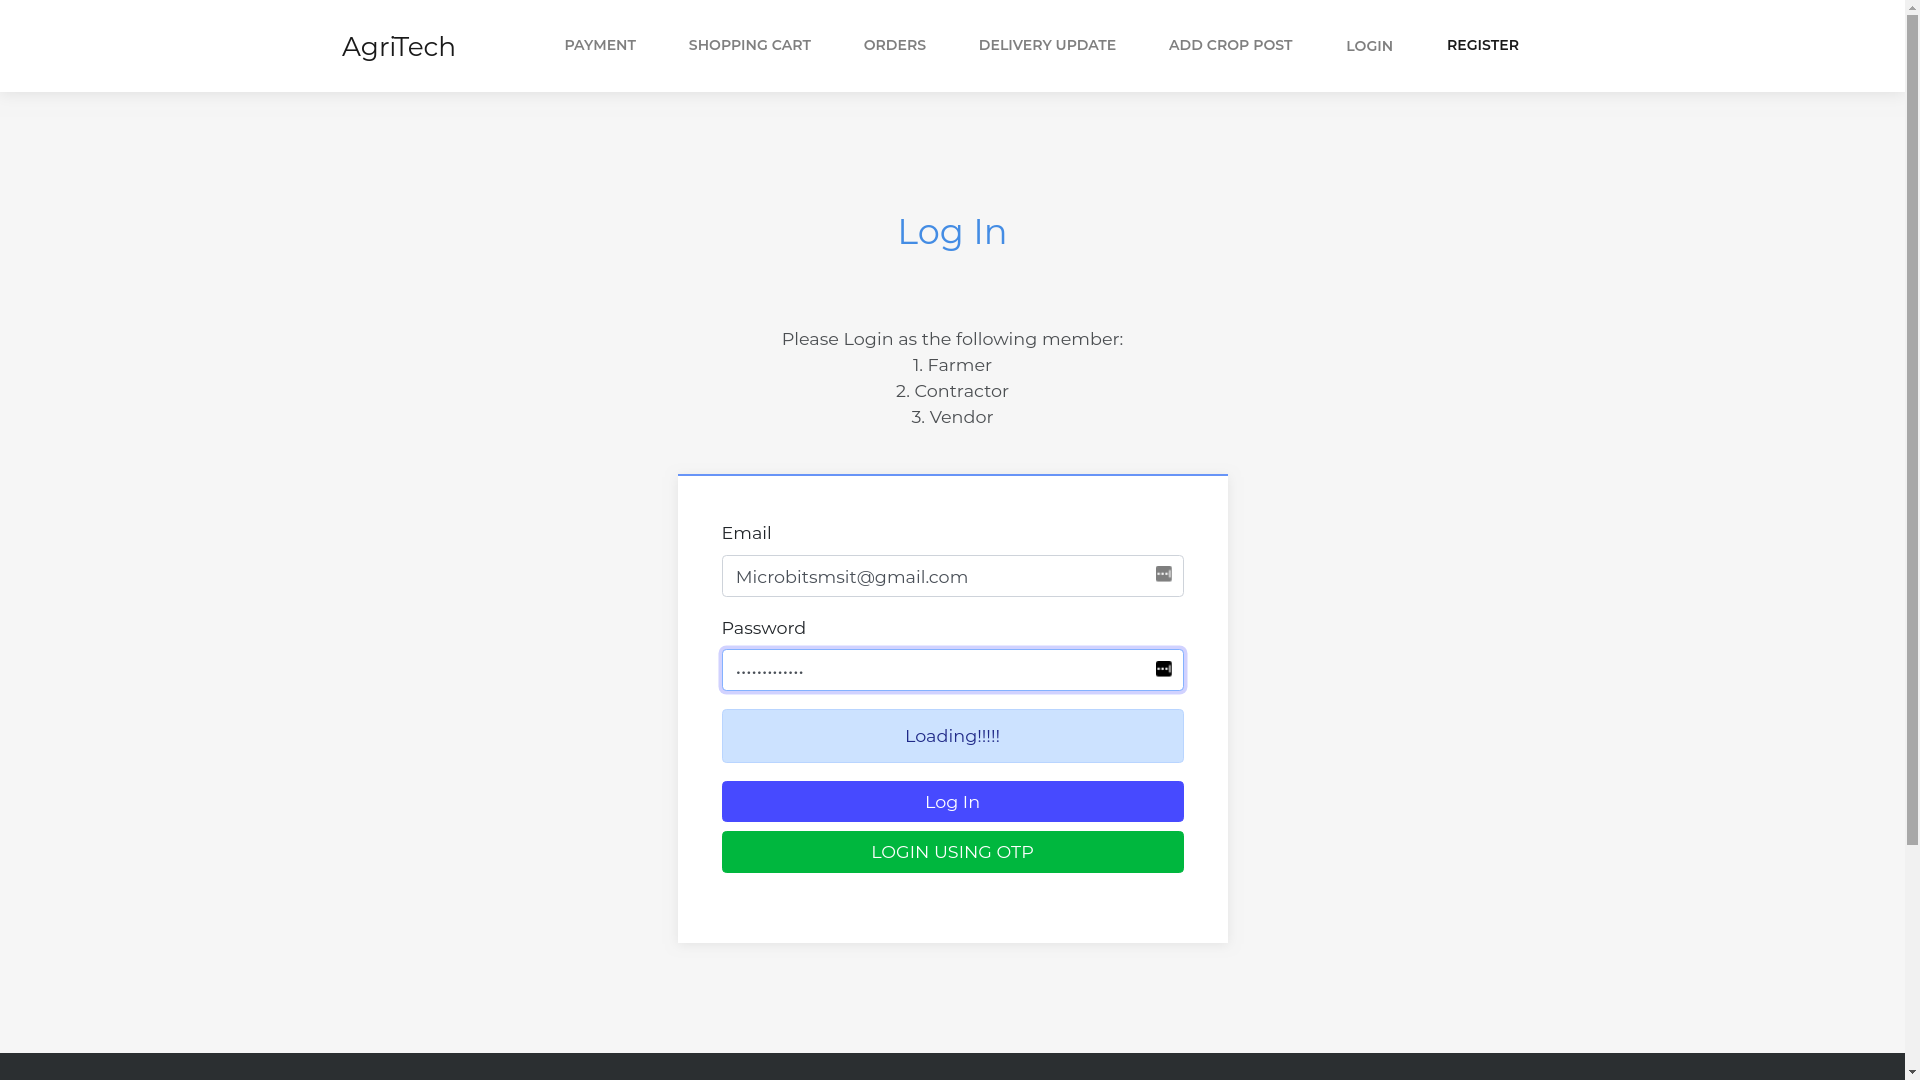 AgriTech
PAYMENT
SHOPPING CART
ORDERS
DELIVERY UPDATE
ADD CROP POST
LOGIN
REGISTER
Log In
Please Login as the following member:
1. Farmer
2. Contractor
3. Vendor
Email
Microbitsmsit@gmail.com
Password
•••••••••••••
Loading!!!!!
Log In
LOGIN USING OTP